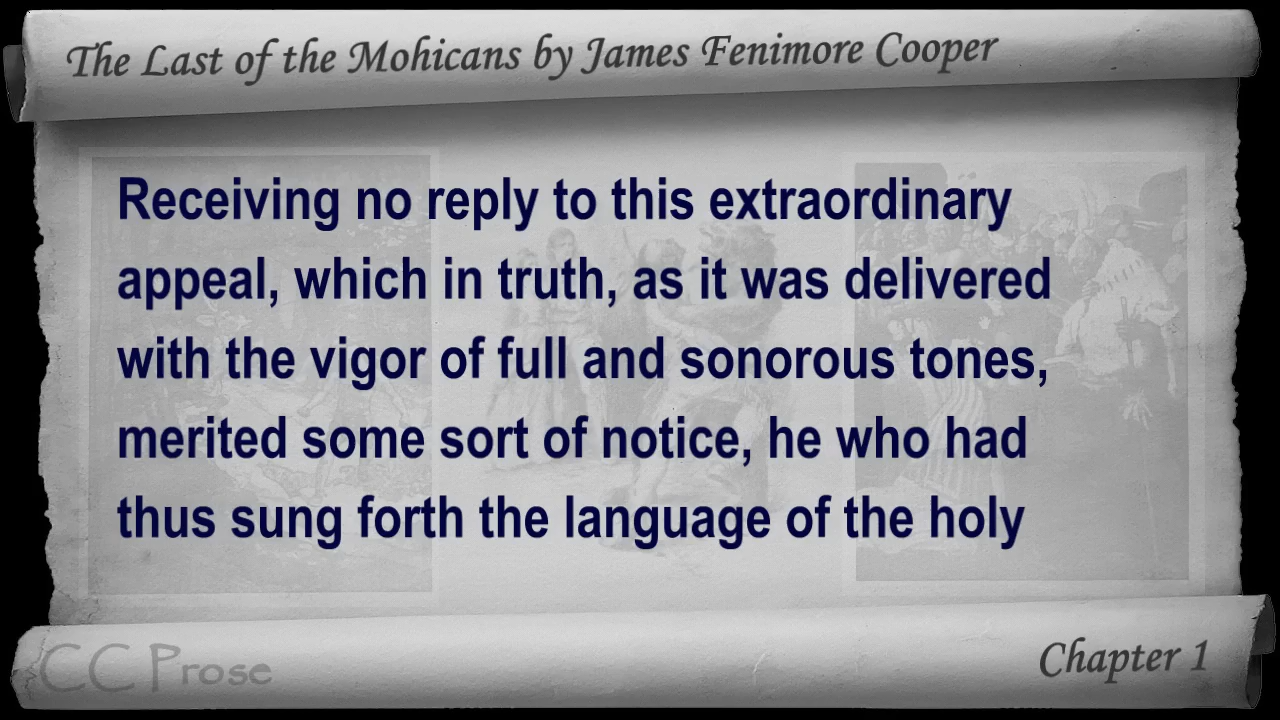 The Last of the Mohicans by James Fenimore Cooper
Receiving no reply to this extraordinary
appeal, which in truth, as it was delivered
with the vigor of full and sonorous tones,
merited some sort of notice, he who had
thus sung forth the language of the holy
CC Prose
Chapter 1